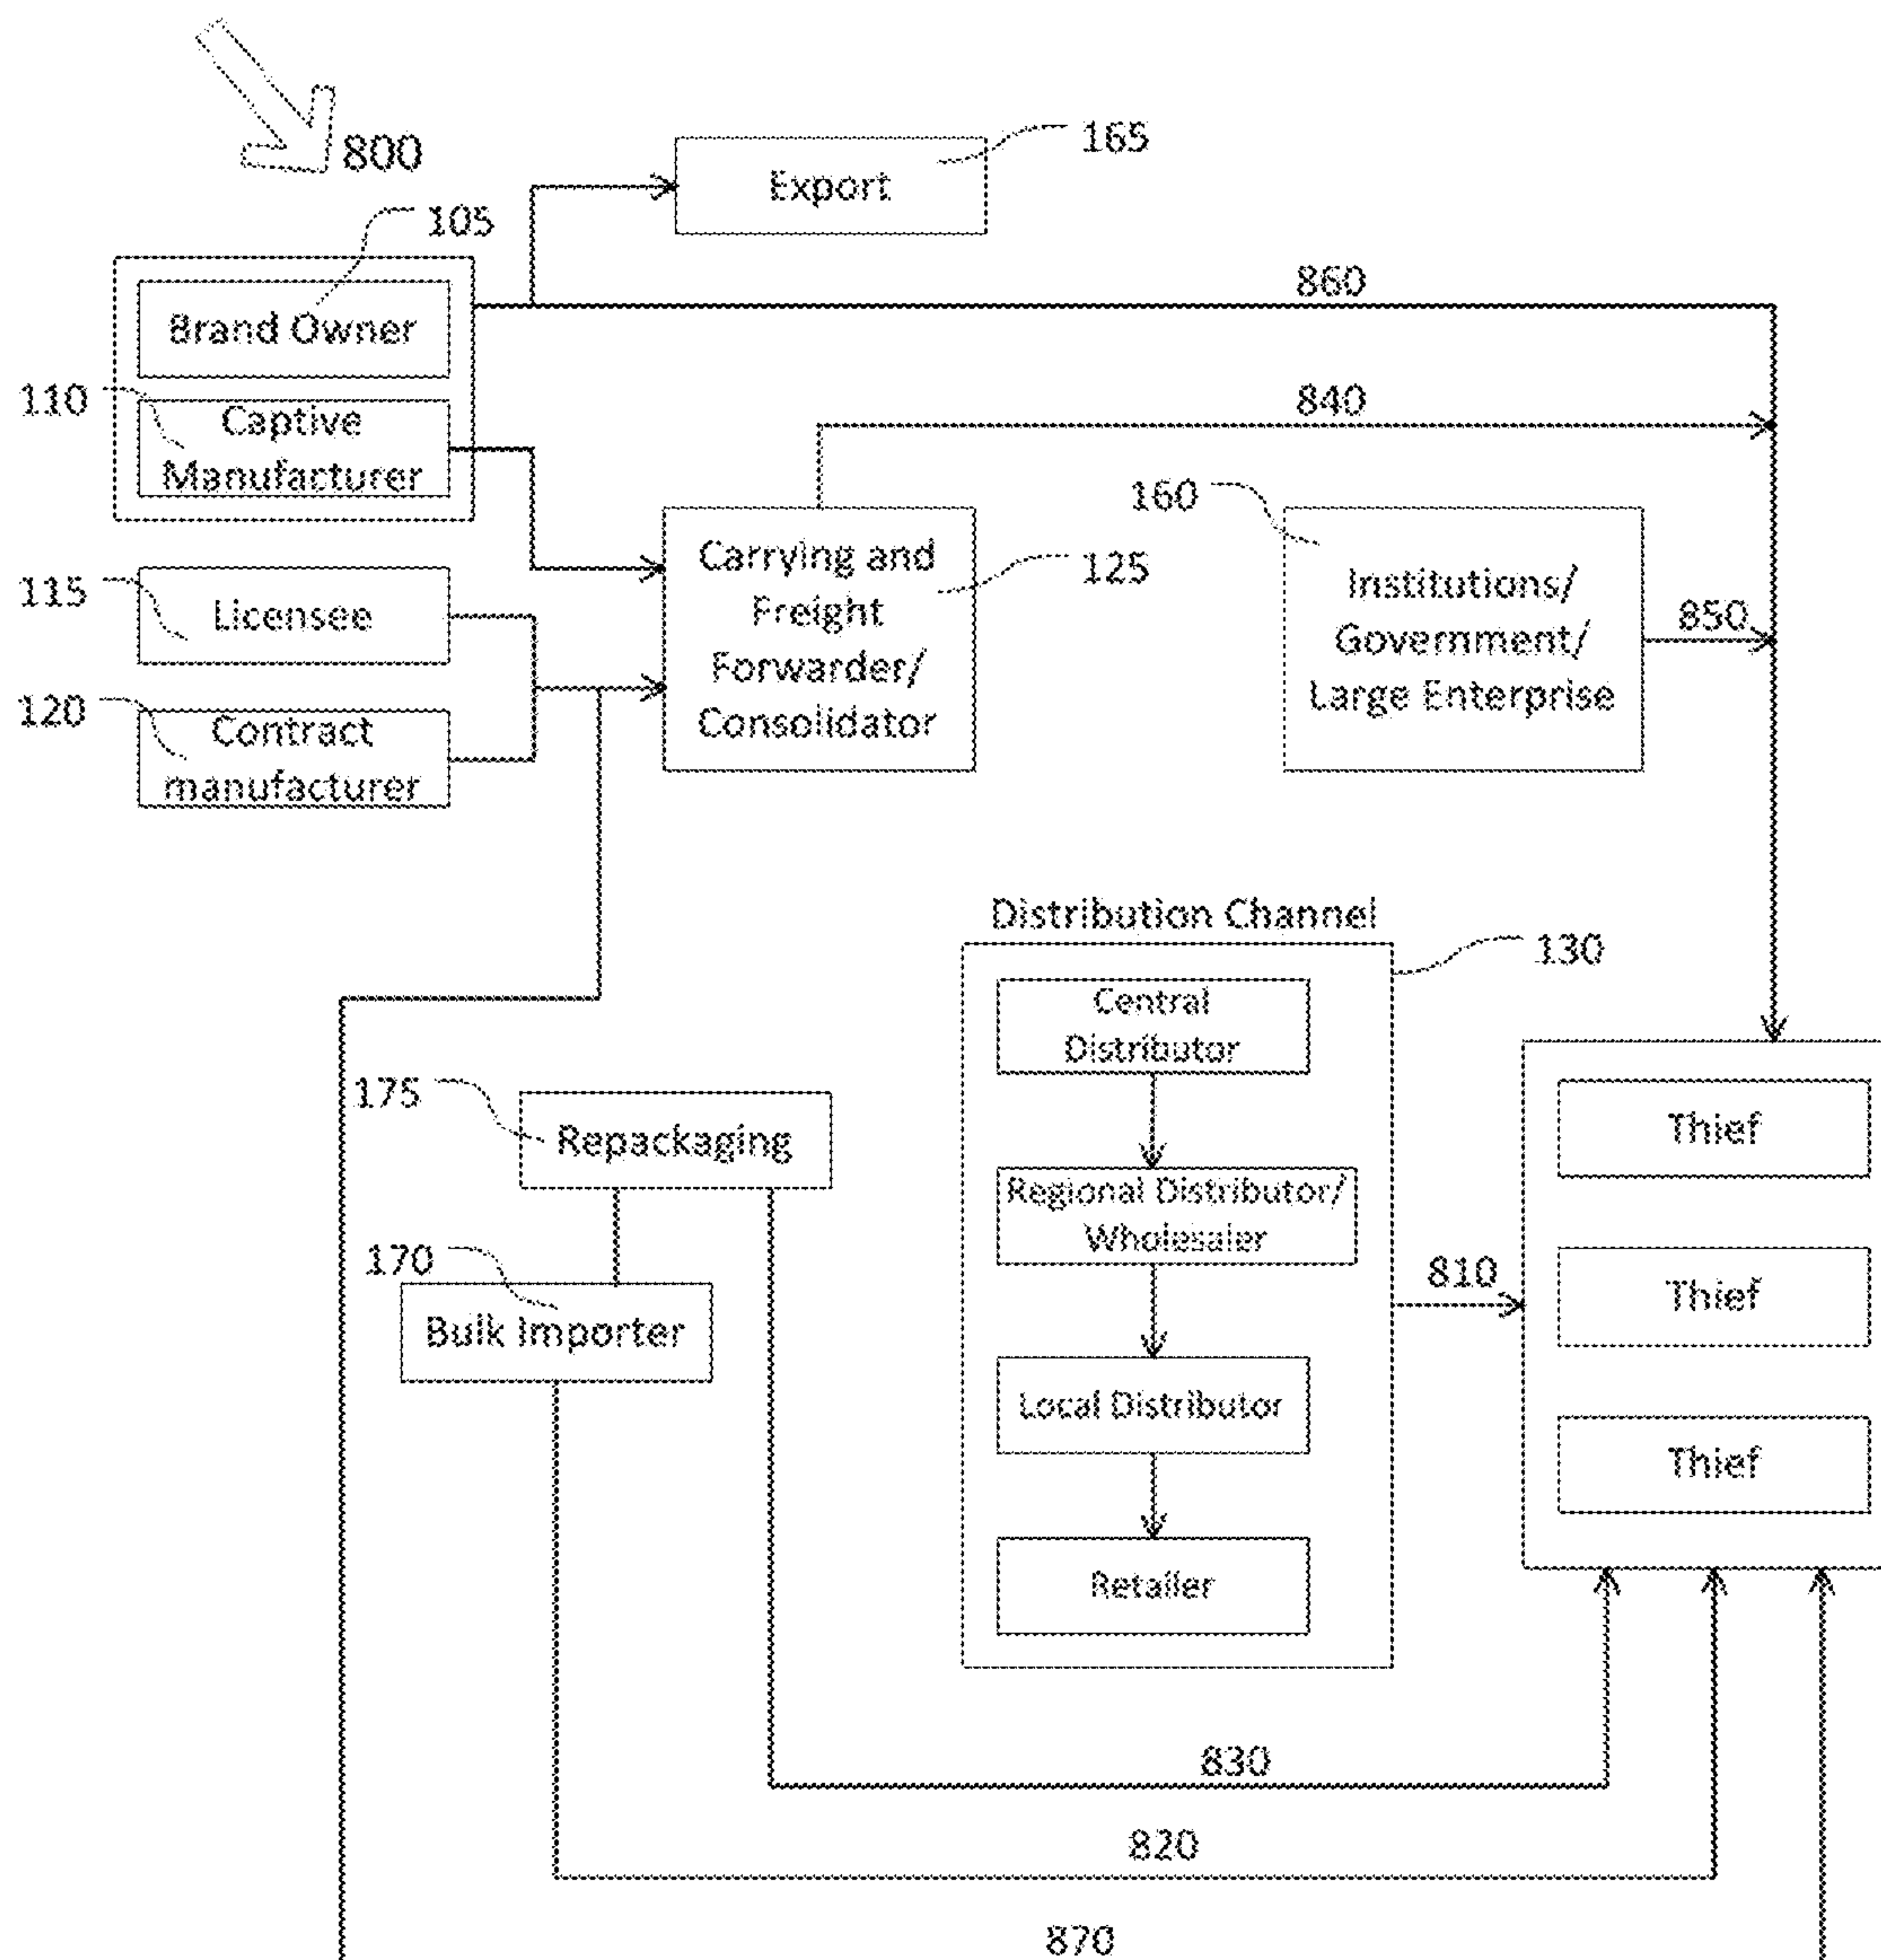 800
165
Export
105
Brand Owner
860
110
Captive
Manufacturer
840
160
Carrying and
Freight
Forwarder/
Consolidator
125
Institutions/
Government/
Large Enterprise
850
115
Licensee
120
Contract
manufacturer
Distribution Channel
130
Central
Distributor
175
Repackaging
Thief
Regional Distributor/
Wholesaler
170
Bulk Importer
810
Thief
Local Distributor
Thief
Retailer
830
820
870